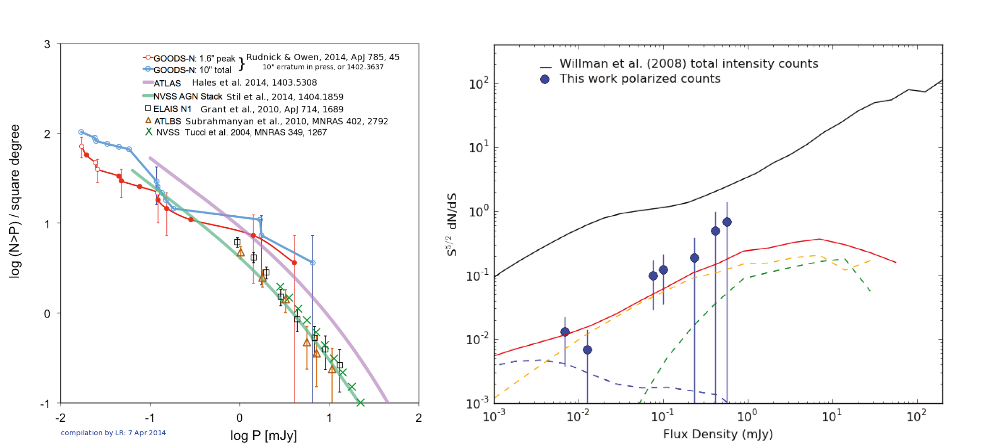 3
2
1
0
-1
-2
-1
0
1
2
log (N>P) / square degree
log P [mJy]
GOODS-N: 1.6" peak } Rudnick & Owen, 2014, ApJ 785, 45
GOODS-N: 10" total 10" erratum in press, or 1402.3637
ATLAS Hales et al. 2014, 1403.5308
NVSS AGN Stack Stil et al., 2014, 1404.1859
ELAIS N1 Grant et al., 2010, ApJ 714, 1689
ATLBS Subrahmanyan et al., 2010, MNRAS 402, 2792
NVSS Tucci et al. 2004, MNRAS 349, 1267
compilation by LR: 7 Apr 2014
Willman et al. (2008) total intensity counts
This work polarized counts
S^5/2 dN/dS
10^2
10^1
10^0
10^-1
10^-2
10^-3
10^-3
10^-2
10^-1
10^0
10^1
10^2
Flux Density (mJy)